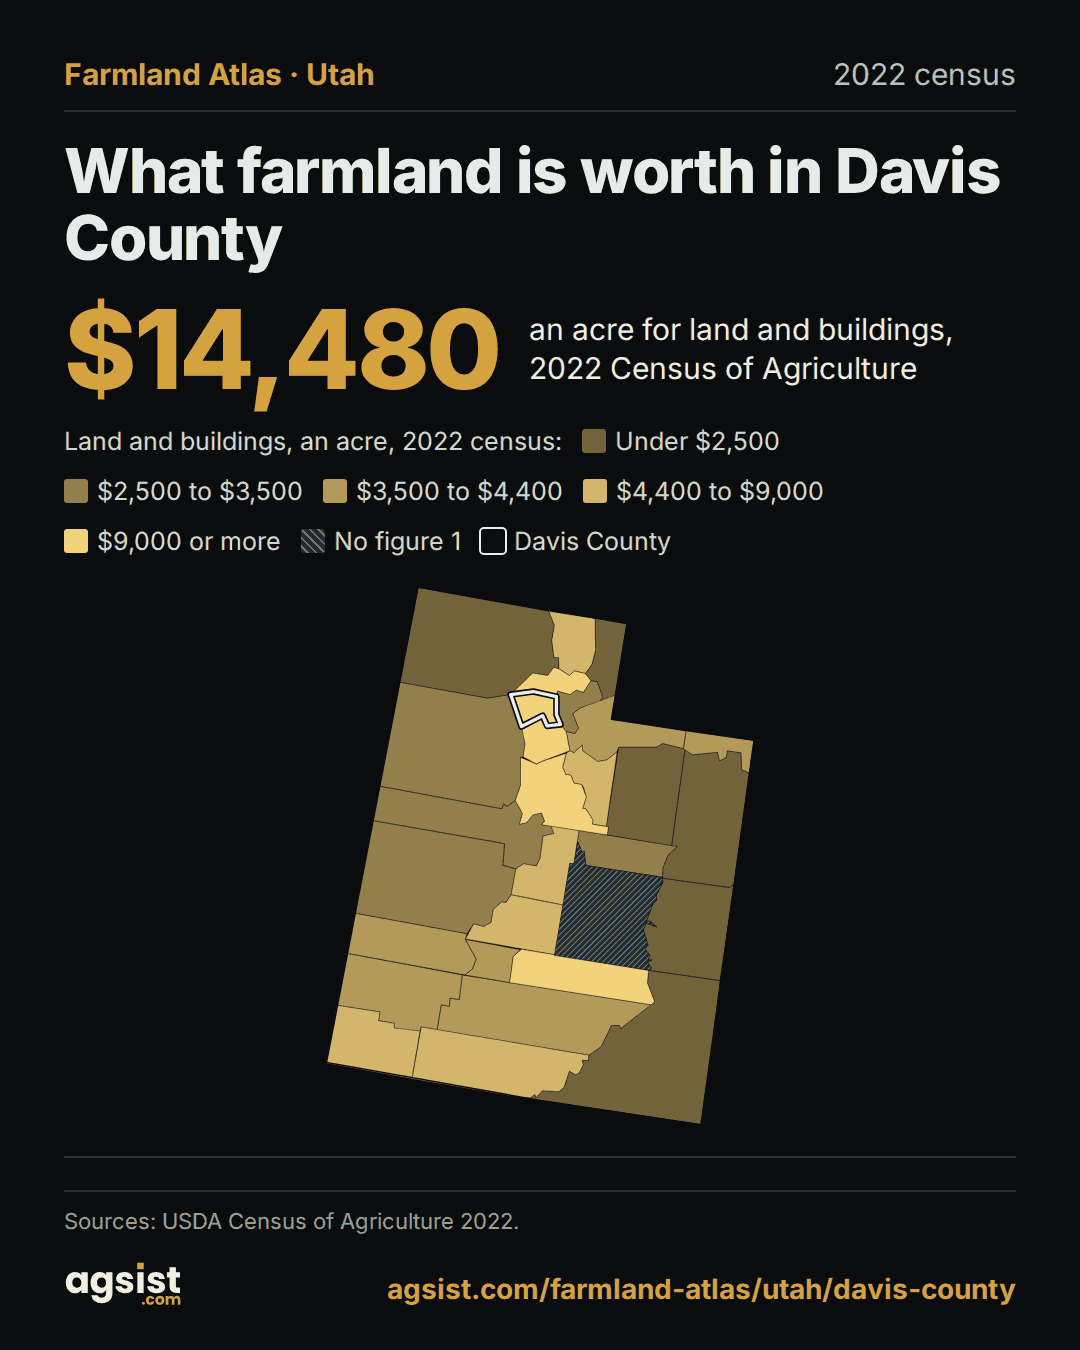 Farmland Atlas · Utah
2022 census
What farmland is worth in Davis
County
$14,480
an acre for land and buildings,
2022 Census of Agriculture
Land and buildings, an acre, 2022 census: Under $2,500
$2,500 to $3,500 $3,500 to $4,400 $4,400 to $9,000
$9,000 or more No figure 1 Davis County
Sources: USDA Census of Agriculture 2022.
agsist
.com
agsist.com/farmland-atlas/utah/davis-county